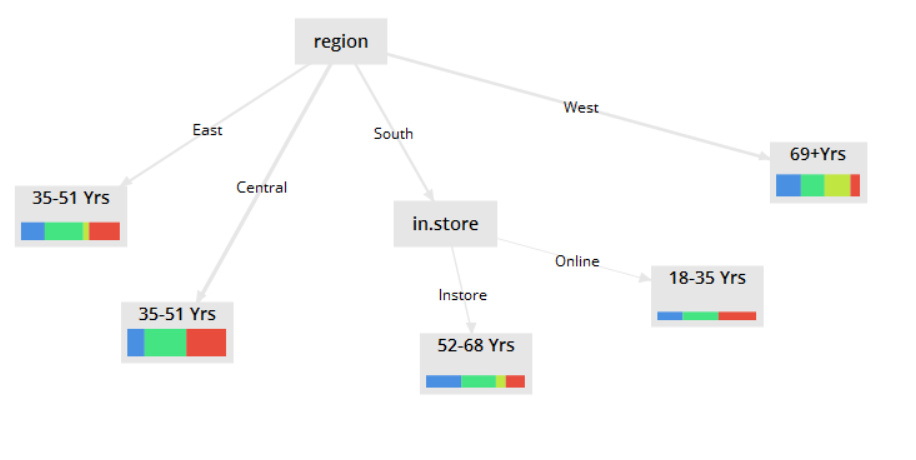 region
West
East
South
69+Yrs
Central
35-51 Yrs
in.store
Online
18-35 Yrs
Instore
35-51 Yrs
52-68 Yrs